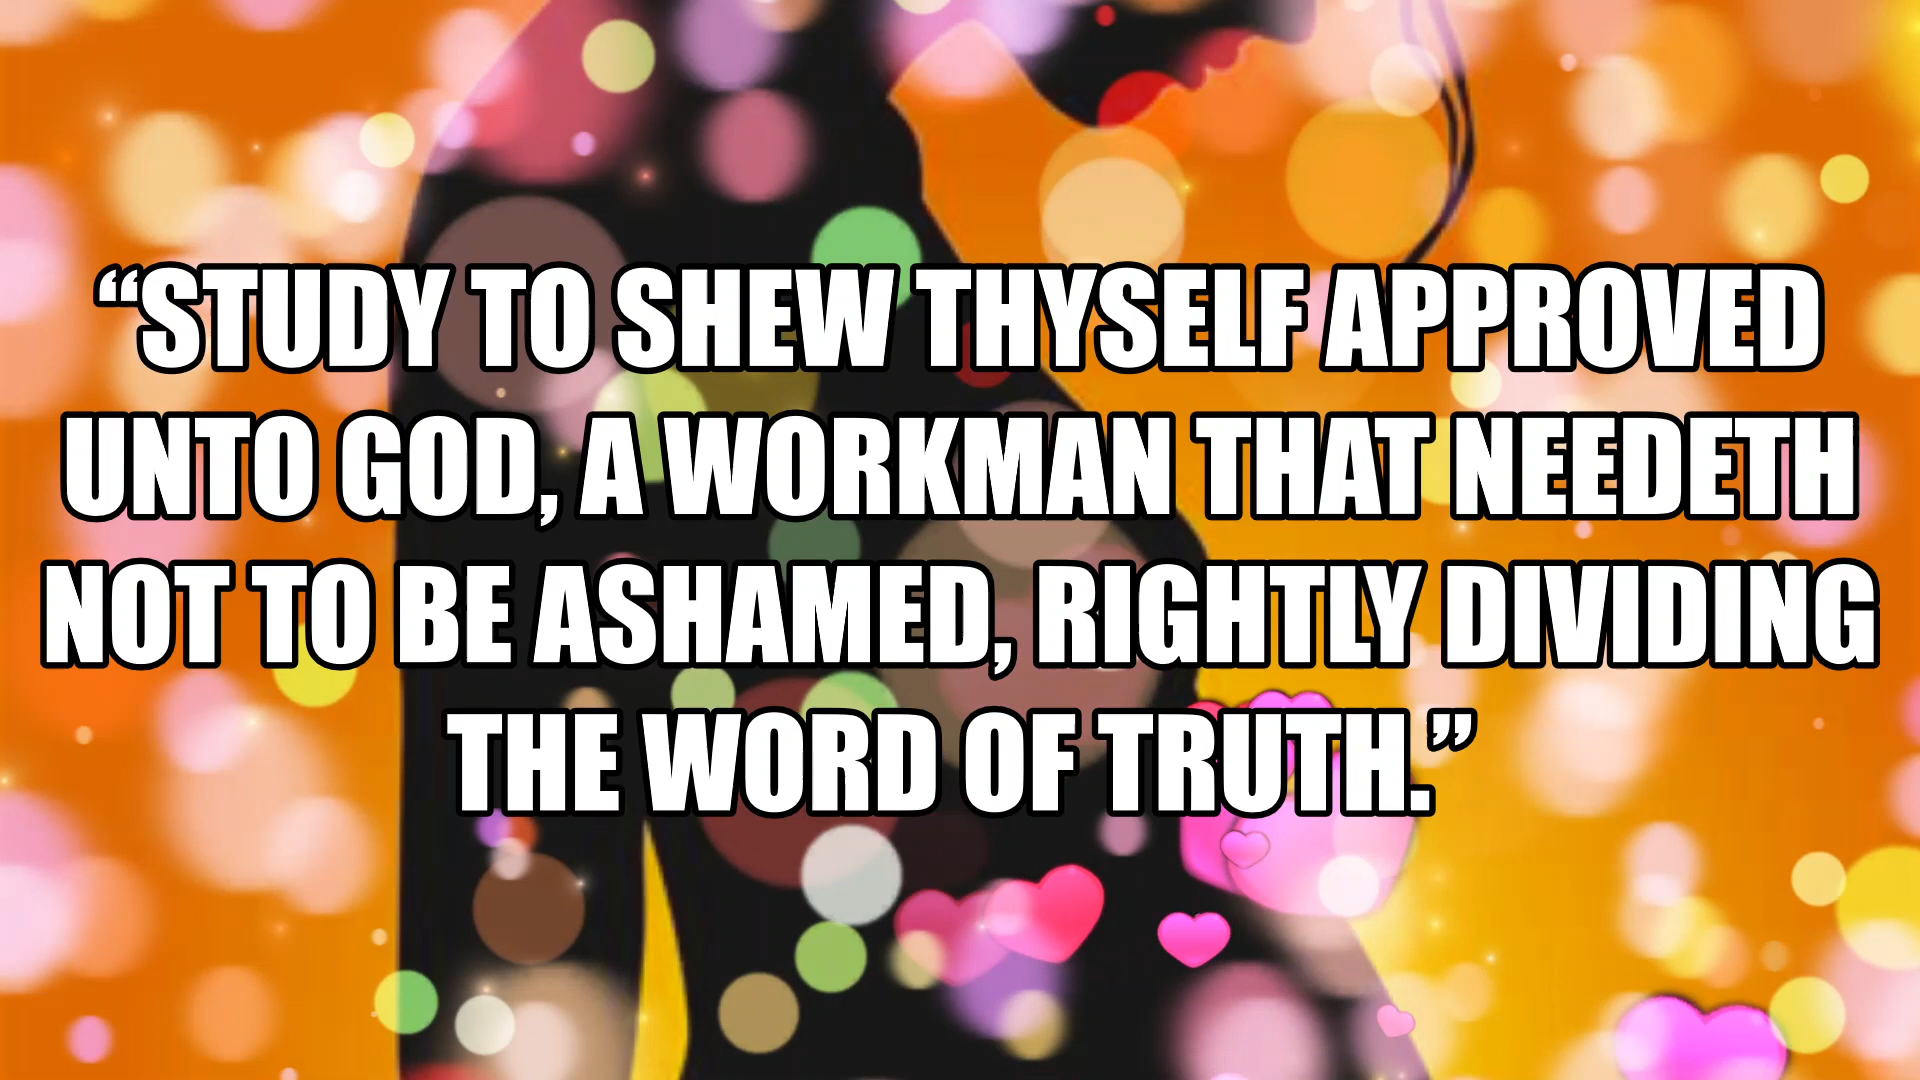 “STUDY TO SHEW THYSELF APPROVED
UNTO GOD, A WORKMAN THAT NEEDETH
NOT TO BE ASHAMED, RIGHTLY DIVIDING
THE WORD OF TRUTH.”